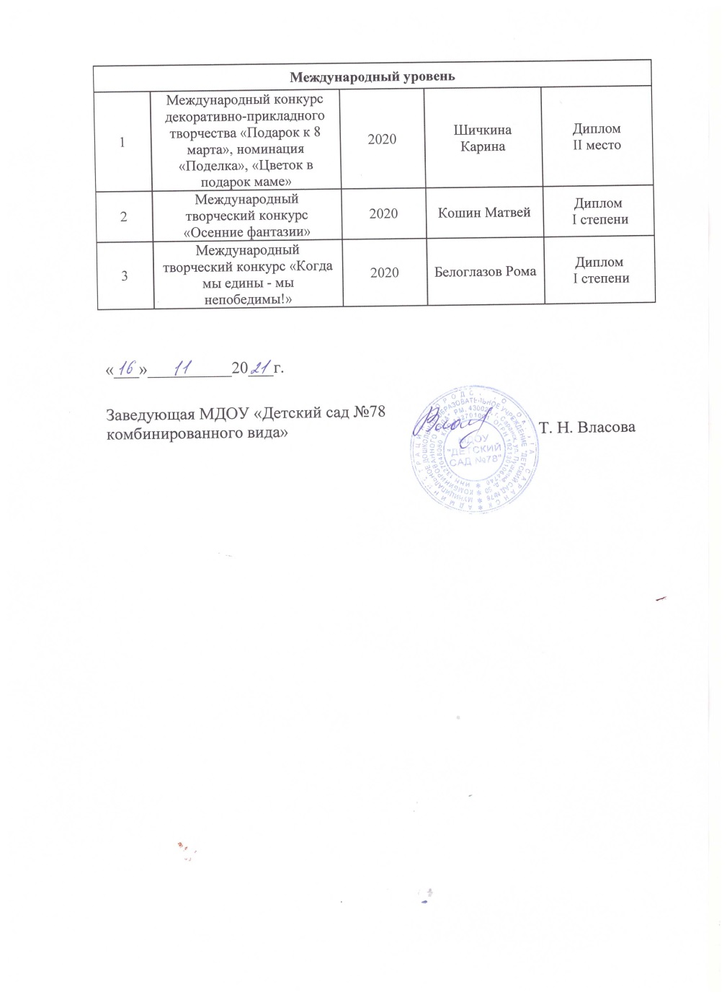 Международный уровень
1
Международный конкурс
декоративно-прикладного
творчества «Подарок к 8
марта», номинация
«Поделка», «Цветок в
подарок маме»
2020
Шичкина
Карина
Диплом
II место
2
Международный
творческий конкурс
«Осенние фантазии»
2020
Кошин Матвей
Диплом
I степени
3
Международный
творческий конкурс «Когда
мы едины - мы
непобедимы!»
2020
Белоглазов Рома
Диплом
I степени
«16» 11 2021г.
Заведующая МДОУ «Детский сад №78
комбинированного вида»
Т. Н. Власова
МДОУ
"ДЕТСКИЙ
САД №78"